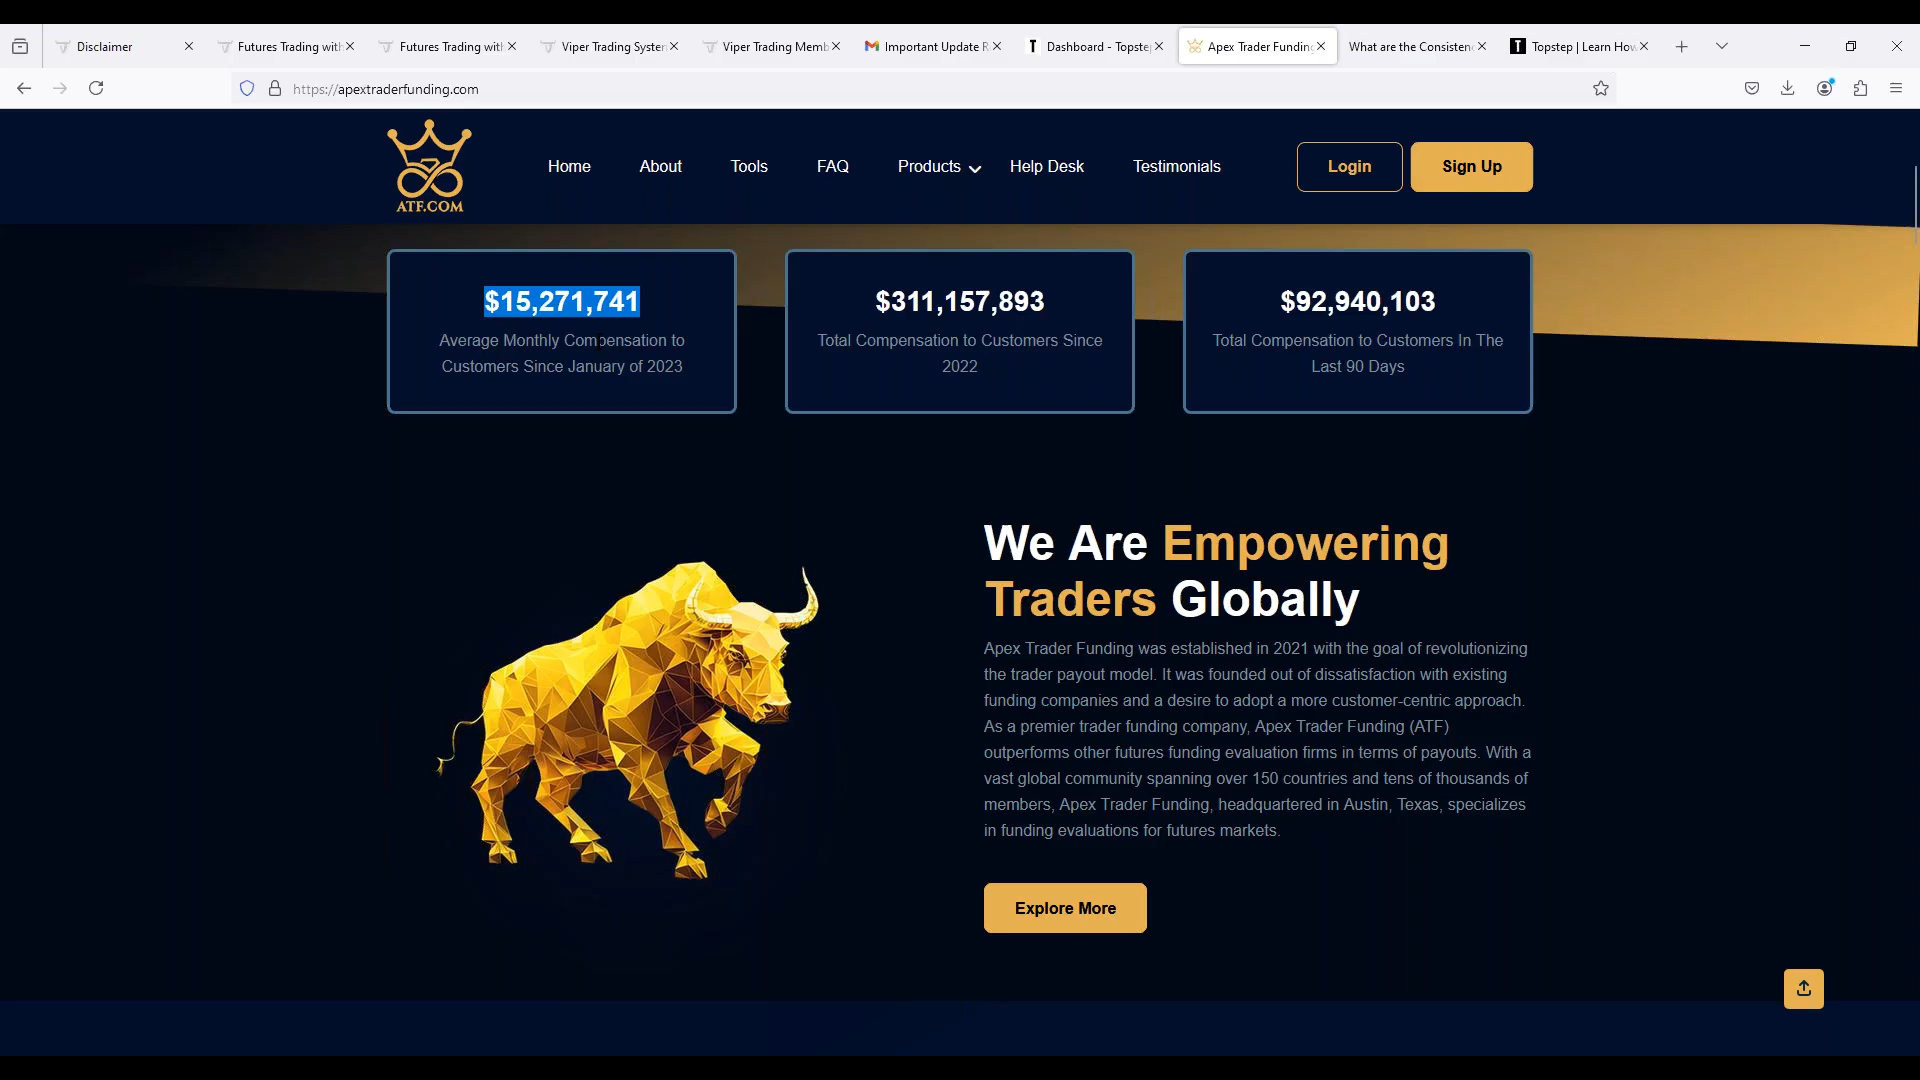 Disclaimer
Futures Trading with
Futures Trading with
Viper Trading System
Viper Trading Memb
Important Update R
T Dashboard - Topste
Apex Trader Funding
What are the Consisten
T Topstep | Learn How
https://apextraderfunding.com
ATF.COM
Home
About
Tools
FAQ
Products
Help Desk
Testimonials
Login
Sign Up
$15,271,741
Average Monthly Compensation to
Customers Since January of 2023
$311,157,893
Total Compensation to Customers Since
2022
$92,940,103
Total Compensation to Customers In The
Last 90 Days
We Are Empowering
Traders Globally
Apex Trader Funding was established in 2021 with the goal of revolutionizing
the trader payout model. It was founded out of dissatisfaction with existing
funding companies and a desire to adopt a more customer-centric approach.
As a premier trader funding company, Apex Trader Funding (ATF)
outperforms other futures funding evaluation firms in terms of payouts. With a
vast global community spanning over 150 countries and tens of thousands of
members, Apex Trader Funding, headquartered in Austin, Texas, specializes
in funding evaluations for futures markets.
Explore More